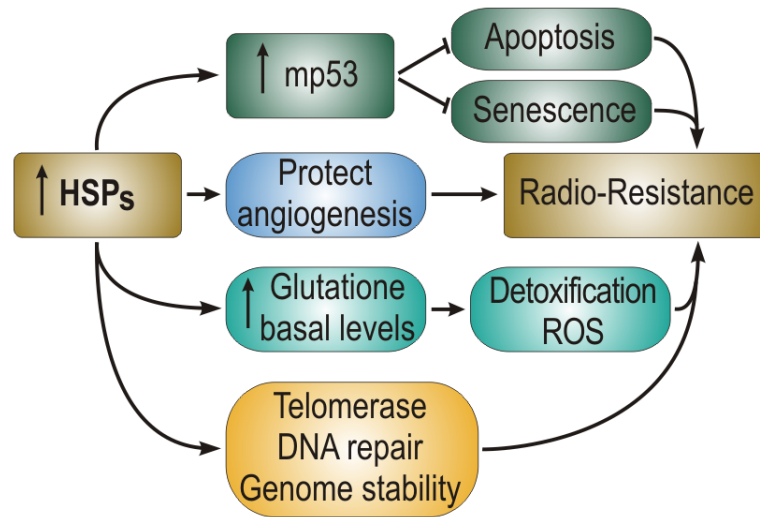 ↑ mp53
Apoptosis
Senescence
↑ HSPs
Protect
angiogenesis
Radio-Resistance
↑ Glutatione
basal levels
Detoxification
ROS
Telomerase
DNA repair
Genome stability